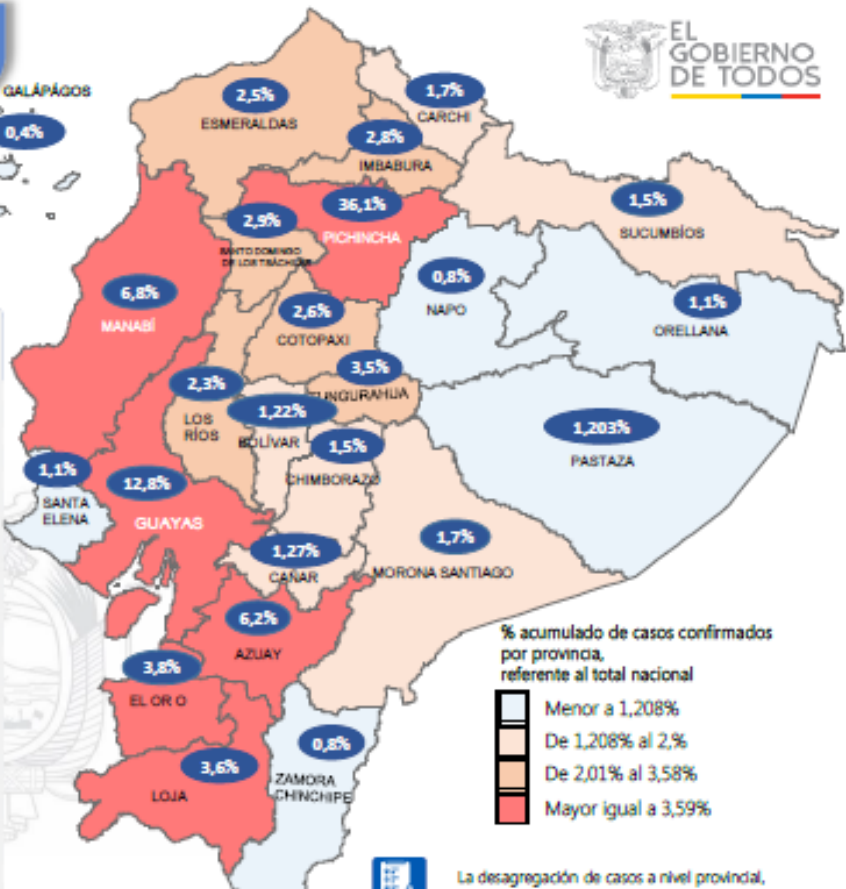 EL
GOBIERNO
DE TODOS
GALÁPÁGOS
0,4%
2,5%
ESMERALDAS
1,7%
CARCHI
2,8%
IMBABURA
36,1%
PICHINCHA
1,5%
SUCUMBÍOS
2,9%
SANTO DOMINGO
DE LOS TSÁCHILAS
0,8%
NAPO
1,1%
ORELLANA
6,8%
MANABÍ
2,6%
COTOPAXI
3,5%
TUNGURAHUA
2,3%
LOS
RÍOS
1,22%
BOLÍVAR
1,5%
CHIMBORAZO
1,203%
PASTAZA
1,1%
SANTA
ELENA
12,8%
GUAYAS
1,27%
CAÑAR
1,7%
MORONA SANTIAGO
6,2%
AZUAY
3,8%
EL OR O
3,6%
LOJA
0,8%
ZAMORA
CHINCHIPE
% acumulado de casos confirmados
por provincia,
referente al total nacional
Menor a 1,208%
De 1,208% al 2,%
De 2,01% al 3,58%
Mayor igual a 3,59%
La desagregación de casos a nivel provincial,